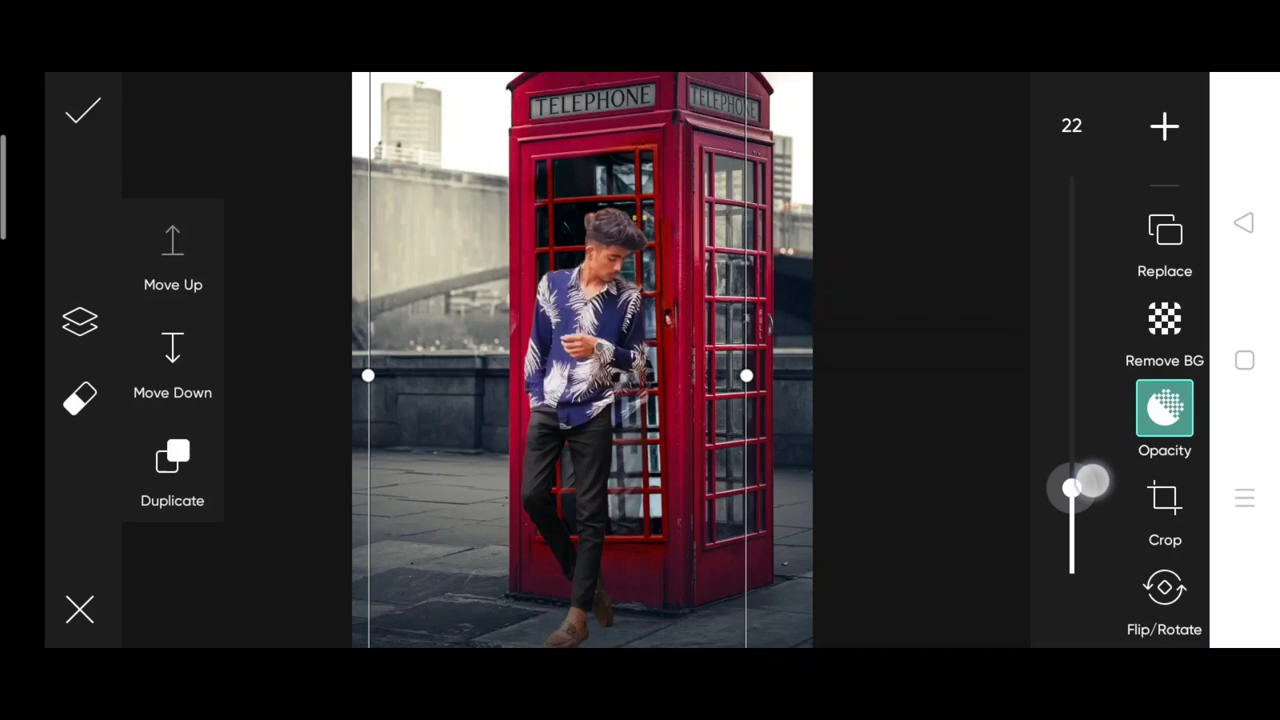 TELEPHONE
TELEPHONE
22
Move Up
Move Down
Duplicate
Replace
Remove BG
Opacity
Crop
Flip/Rotate